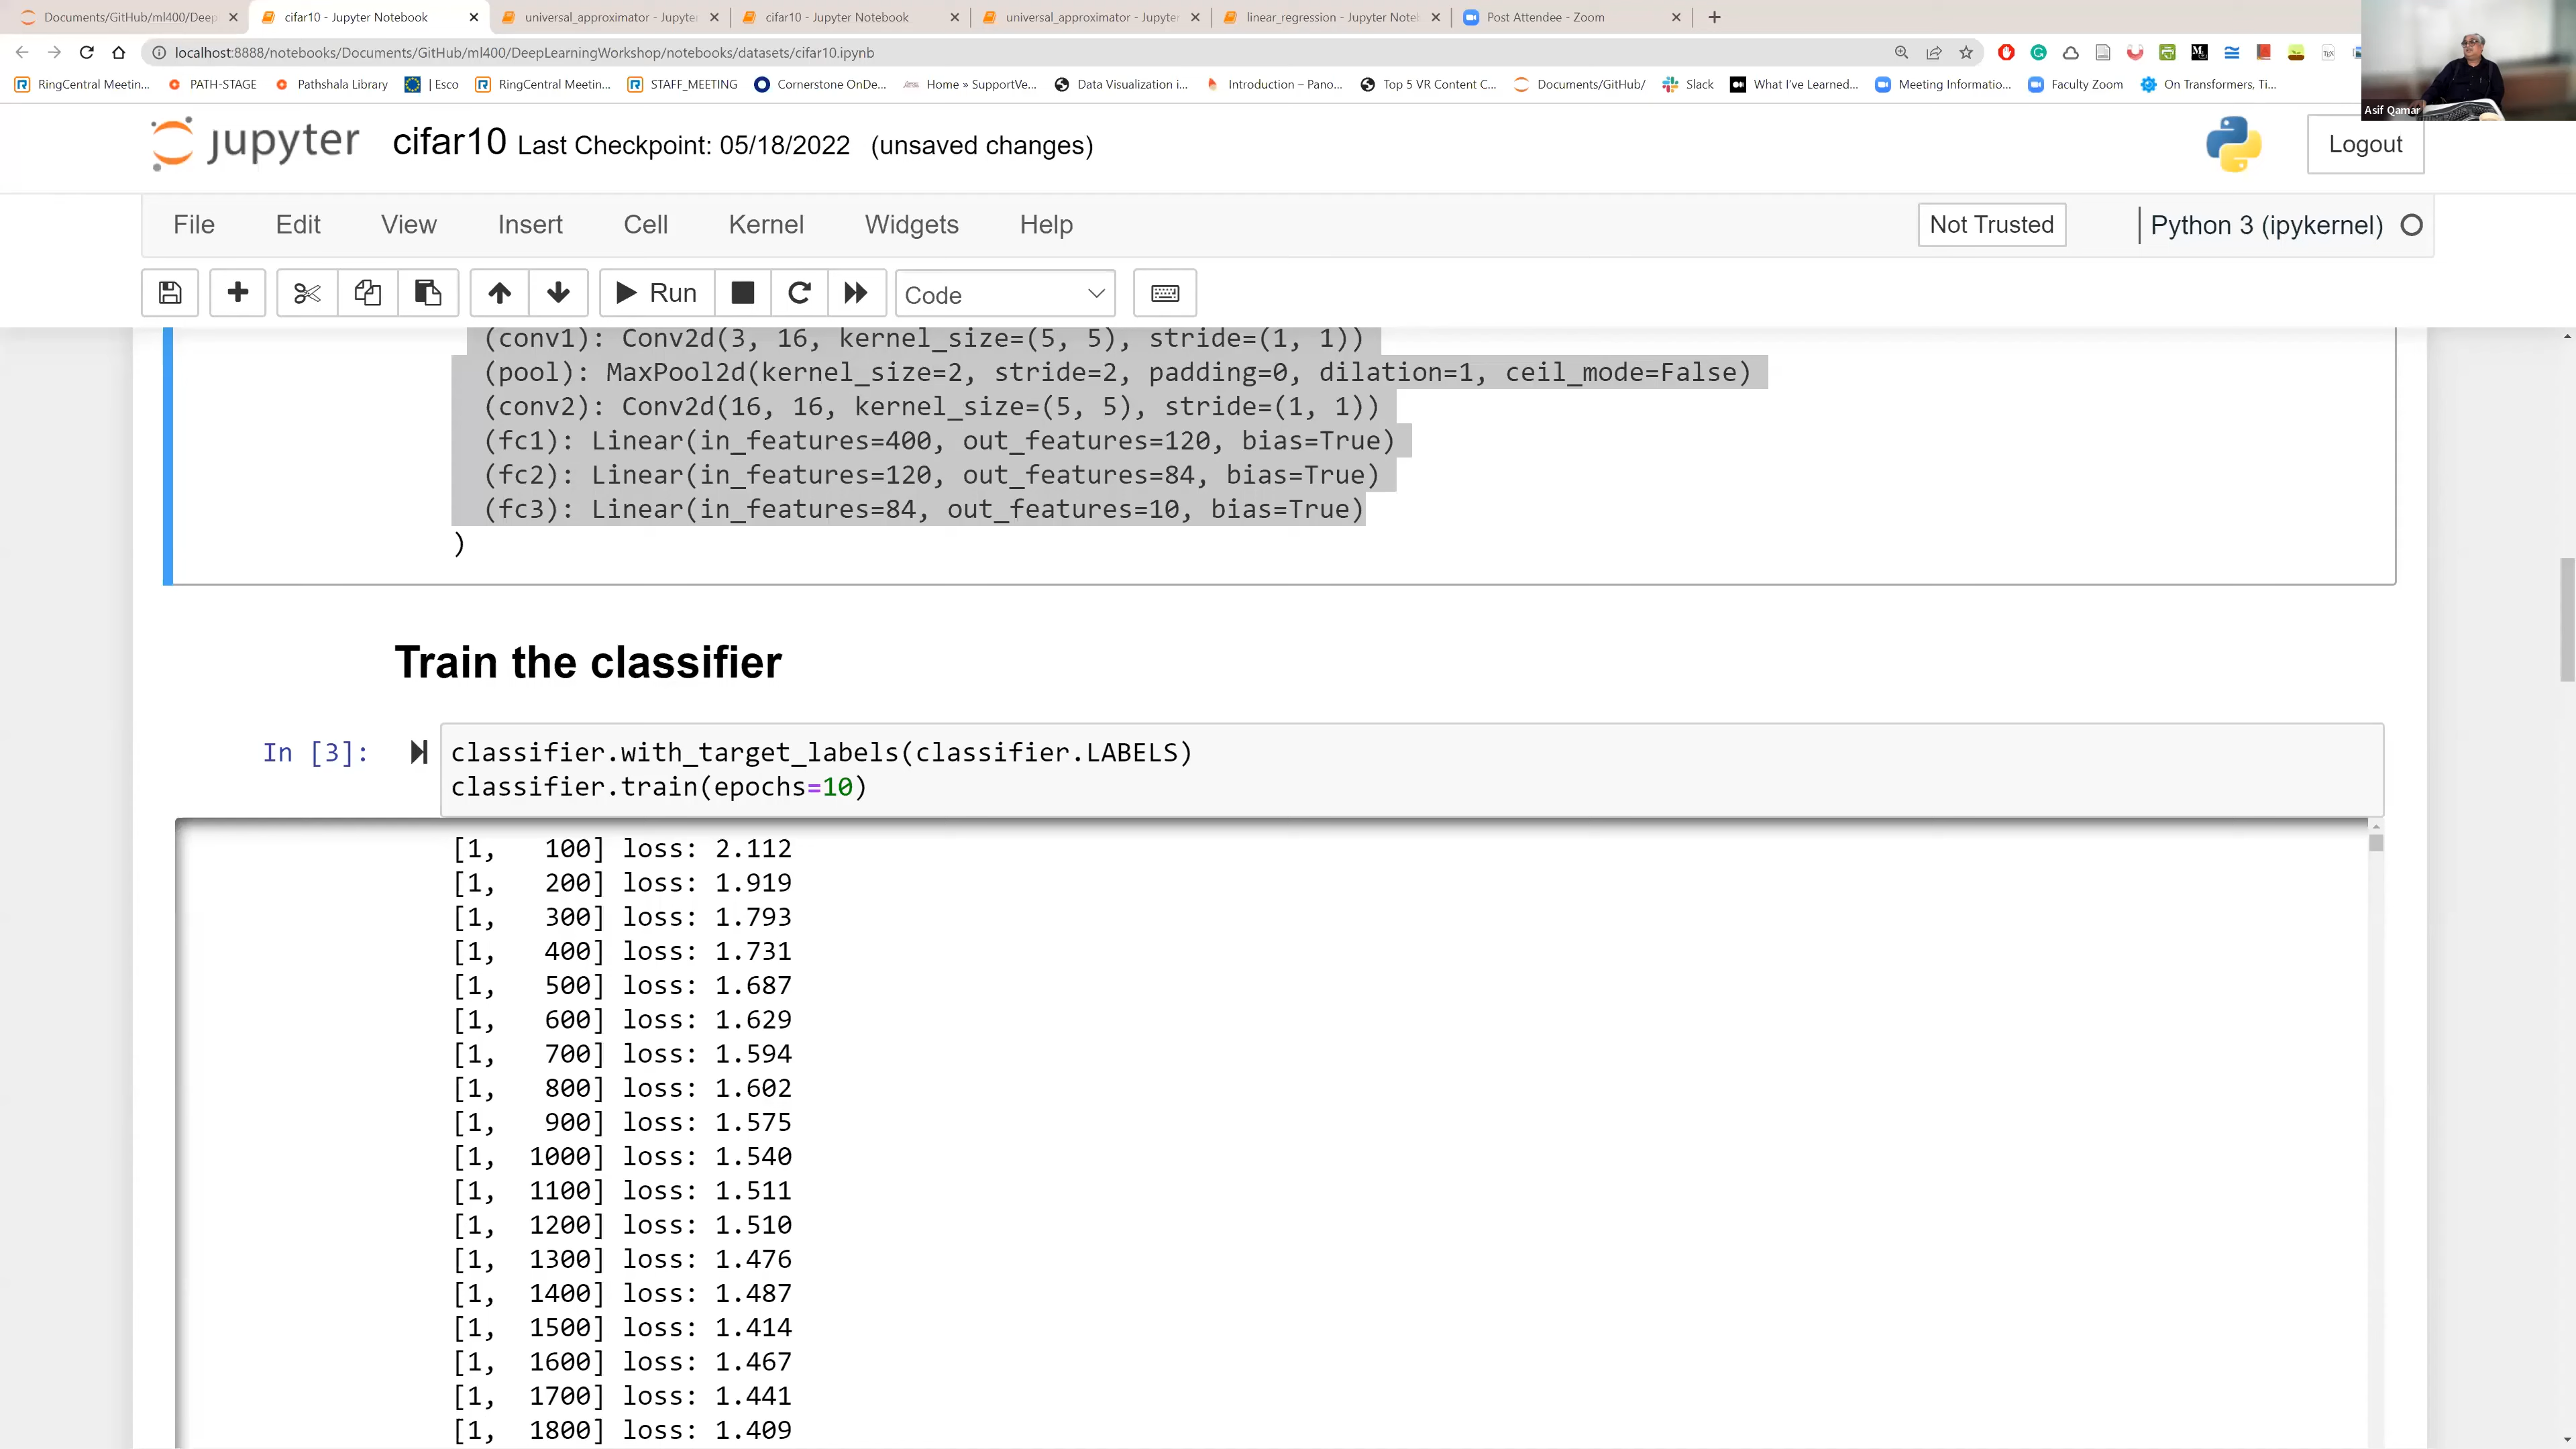 Documents/GitHub/ml400/Deep
cifar10 - Jupyter Notebook
universal_approximator - Jupyter
cifar10 - Jupyter Notebook
universal_approximator - Jupyter
linear_regression - Jupyter Notel
Post Attendee - Zoom
localhost:8888/notebooks/Documents/GitHub/ml400/DeepLearningWorkshop/notebooks/datasets/cifar10.ipynb
RingCentral Meetin...
PATH-STAGE
Pathshala Library
| Esco
RingCentral Meetin...
STAFF_MEETING
Cornerstone OnDe...
Home » SupportVe...
Data Visualization i...
Introduction – Pano...
Top 5 VR Content C...
Documents/GitHub/
Slack
What I've Learned...
Meeting Informatio...
Faculty Zoom
On Transformers, Ti...
Asif Qamar
jupyter cifar10 Last Checkpoint: 05/18/2022 (unsaved changes)
Logout
File Edit View Insert Cell Kernel Widgets Help
Not Trusted
Python 3 (ipykernel)
Run
Code
(conv1): Conv2d(3, 16, kernel_size=(5, 5), stride=(1, 1))
(pool): MaxPool2d(kernel_size=2, stride=2, padding=0, dilation=1, ceil_mode=False)
(conv2): Conv2d(16, 16, kernel_size=(5, 5), stride=(1, 1))
(fc1): Linear(in_features=400, out_features=120, bias=True)
(fc2): Linear(in_features=120, out_features=84, bias=True)
(fc3): Linear(in_features=84, out_features=10, bias=True)
)
Train the classifier
In [3]:
classifier.with_target_labels(classifier.LABELS)
classifier.train(epochs=10)
[1, 100] loss: 2.112
[1, 200] loss: 1.919
[1, 300] loss: 1.793
[1, 400] loss: 1.731
[1, 500] loss: 1.687
[1, 600] loss: 1.629
[1, 700] loss: 1.594
[1, 800] loss: 1.602
[1, 900] loss: 1.575
[1, 1000] loss: 1.540
[1, 1100] loss: 1.511
[1, 1200] loss: 1.510
[1, 1300] loss: 1.476
[1, 1400] loss: 1.487
[1, 1500] loss: 1.414
[1, 1600] loss: 1.467
[1, 1700] loss: 1.441
[1, 1800] loss: 1.409